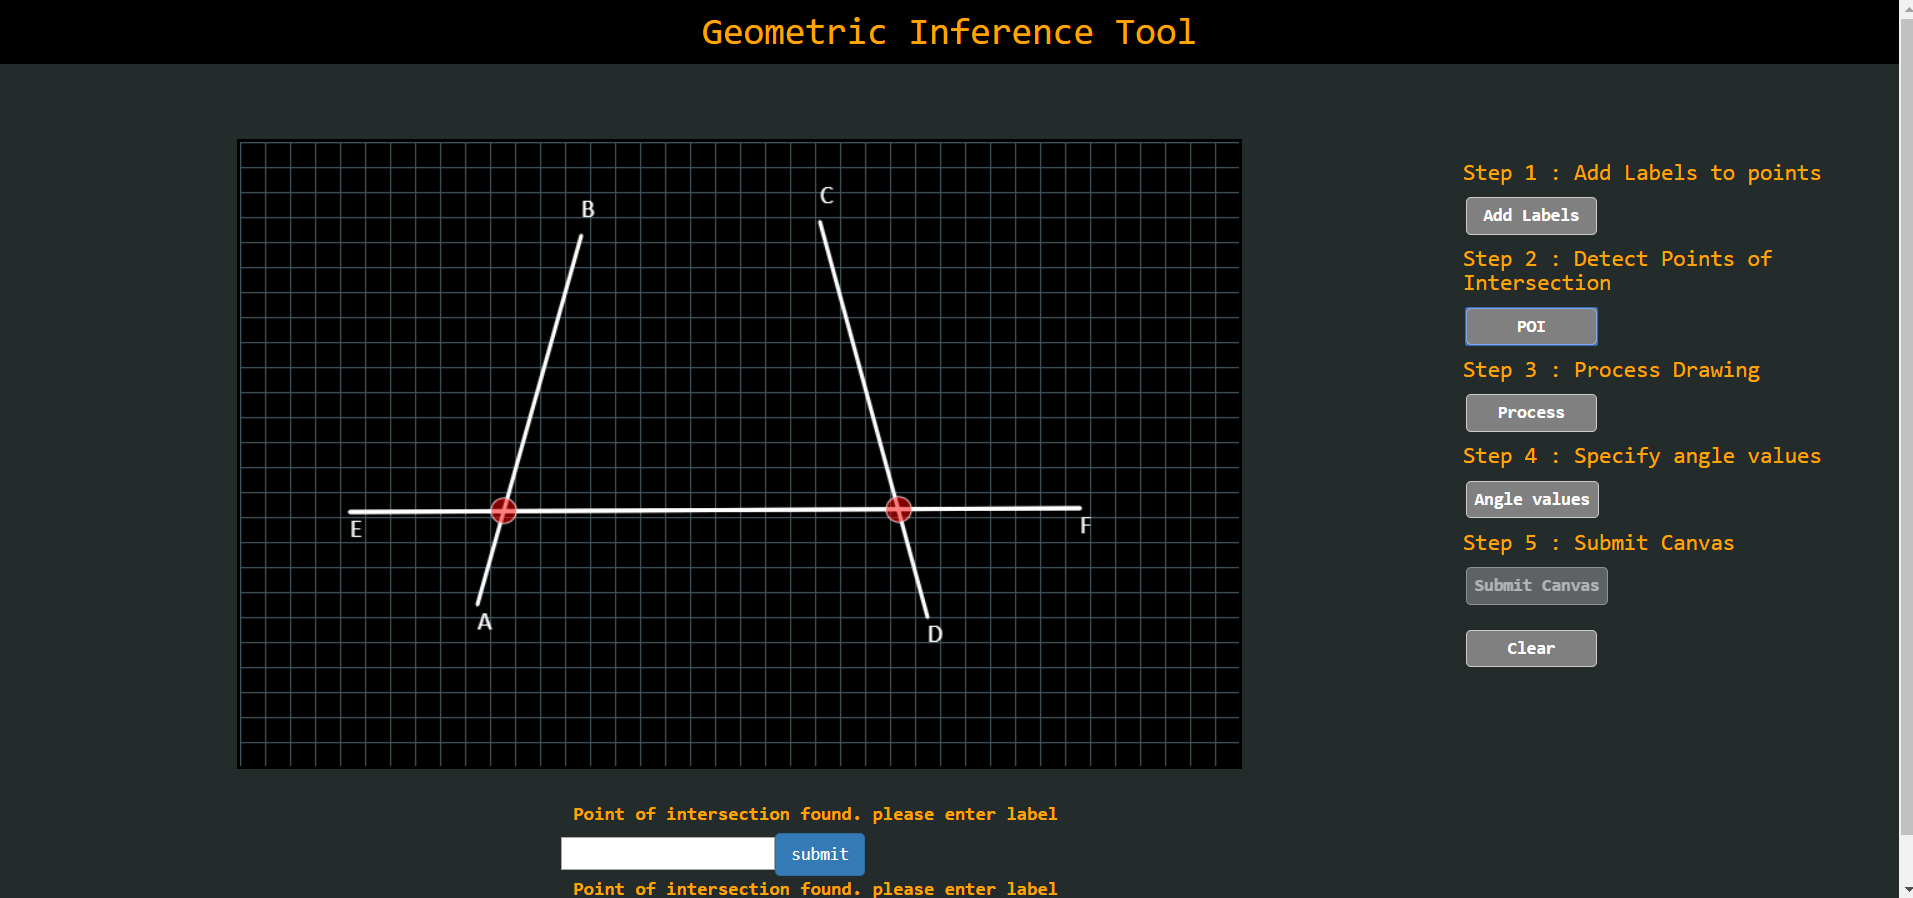 Geometric Inference Tool
B
C
E
F
A
D
Step 1 : Add Labels to points
Add Labels
Step 2 : Detect Points of
Intersection
POI
Step 3 : Process Drawing
Process
Step 4 : Specify angle values
Angle values
Step 5 : Submit Canvas
Submit Canvas
Clear
Point of intersection found. please enter label
submit
Point of intersection found. please enter label